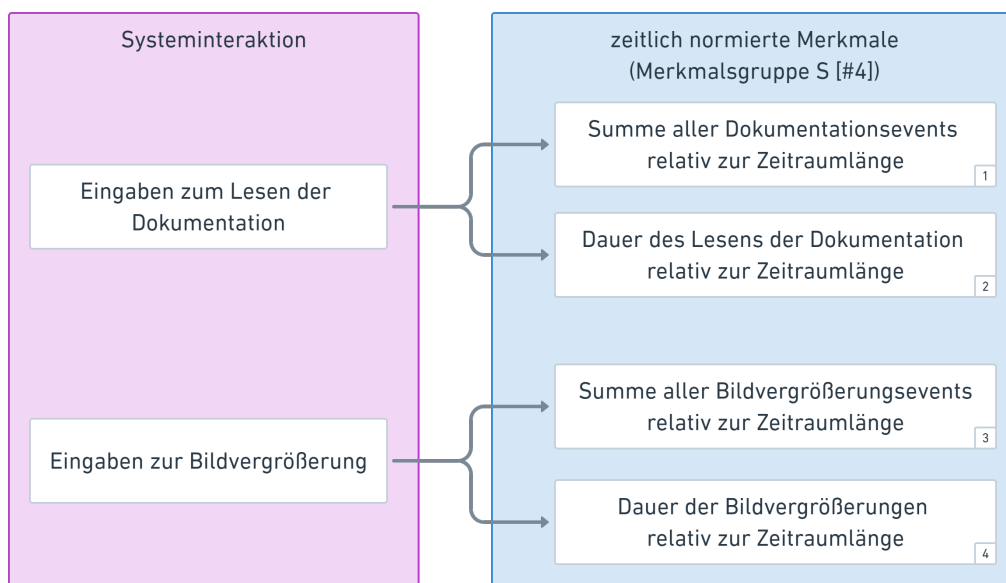 Systeminteraktion
Eingaben zum Lesen der
Dokumentation
Eingaben zur Bildvergrößerung
zeitlich normierte Merkmale
(Merkmalsgruppe S [#4])
Summe aller Dokumentationsevents
relativ zur Zeitraumlänge
1
Dauer des Lesens der Dokumentation
relativ zur Zeitraumlänge
2
Summe aller Bildvergrößerungsevents
relativ zur Zeitraumlänge
3
Dauer der Bildvergrößerungen
relativ zur Zeitraumlänge
4